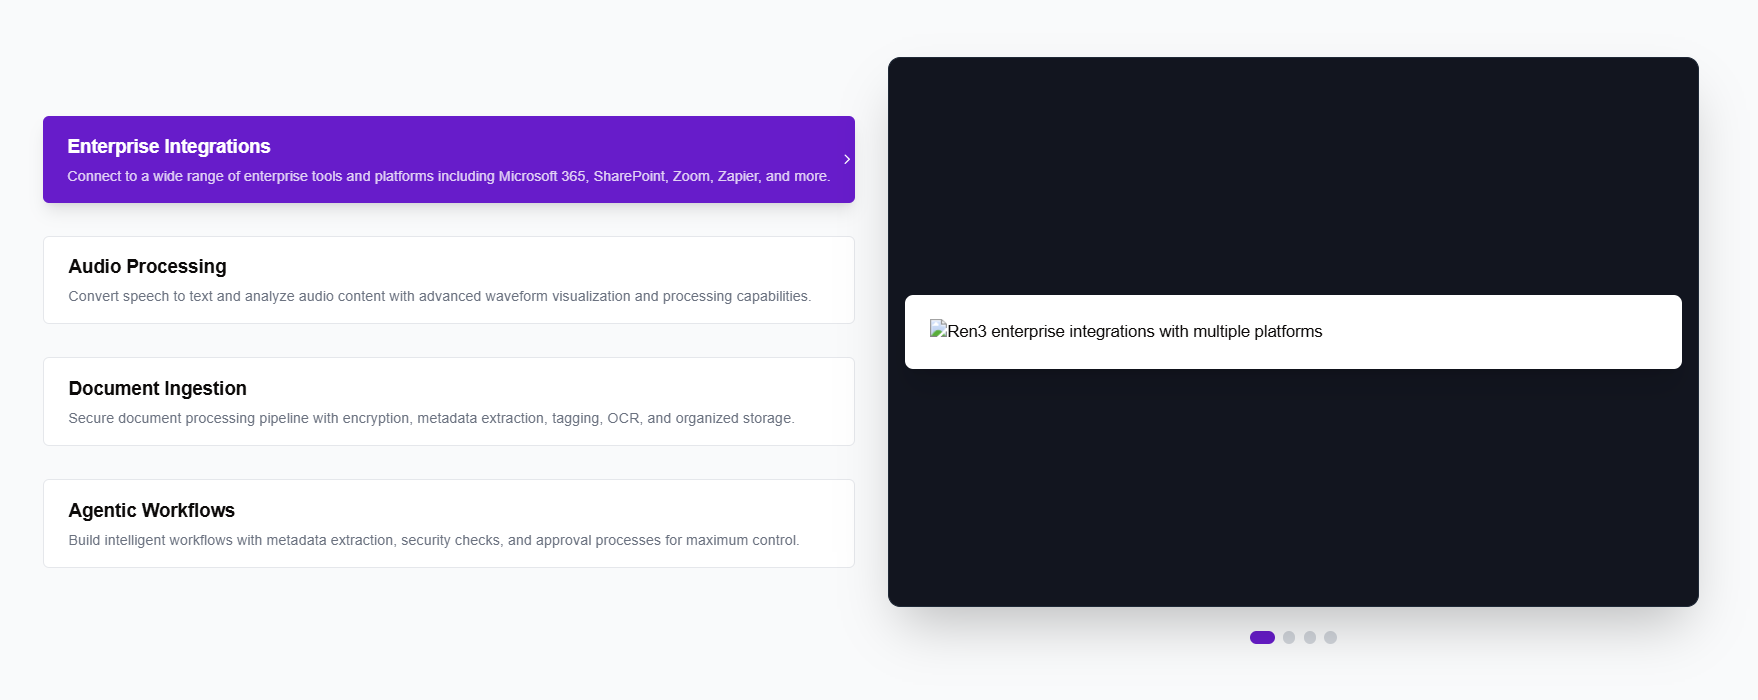 Enterprise Integrations
Connect to a wide range of enterprise tools and platforms including Microsoft 365, SharePoint, Zoom, Zapier, and more.
Audio Processing
Convert speech to text and analyze audio content with advanced waveform visualization and processing capabilities.
Document Ingestion
Secure document processing pipeline with encryption, metadata extraction, tagging, OCR, and organized storage.
Agentic Workflows
Build intelligent workflows with metadata extraction, security checks, and approval processes for maximum control.
Ren3 enterprise integrations with multiple platforms